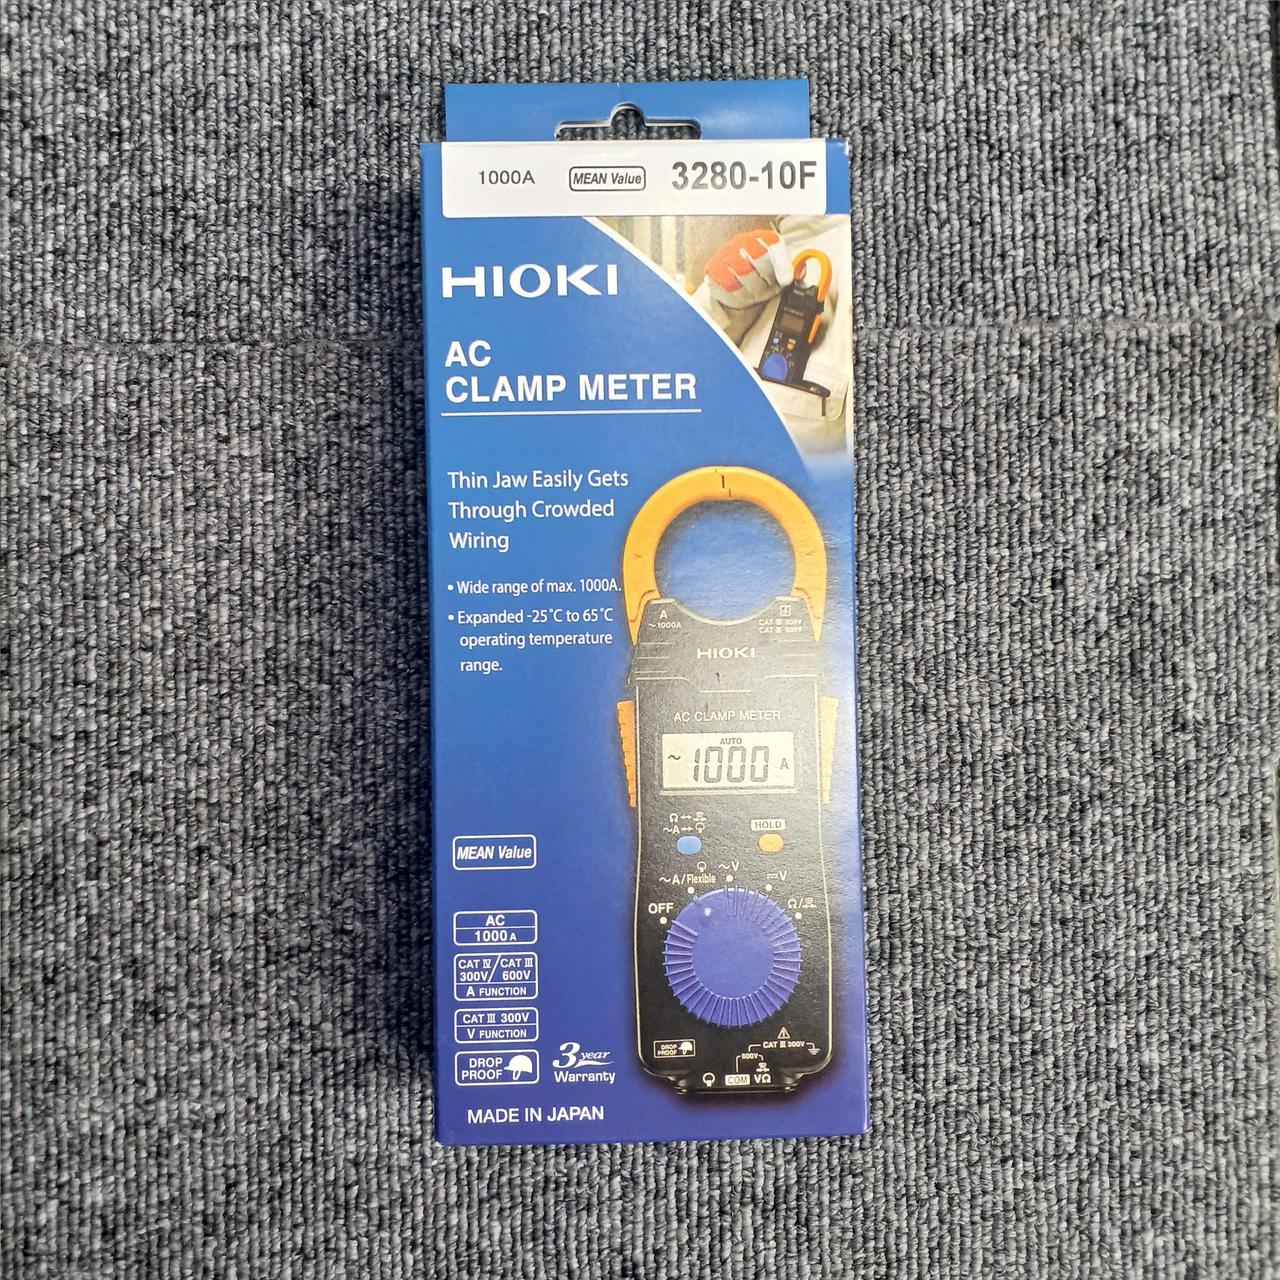 1000A MEAN Value 3280-10F
HIOKI
AC
CLAMP METER
Thin Jaw Easily Gets
Through Crowded
Wiring
• Wide range of max. 1000A.
• Expanded -25˚C to 65˚C
operating temperature
range.
A
~1000A
HIOKI
AC CLAMP METER
AUTO
~ 1000 A
HOLD
~V
~A/Flexible
⎓V
OFF
MEAN Value
AC
1000 A
CAT Ⅳ/CAT Ⅲ
300V/600V
A FUNCTION
CAT Ⅲ 300V
V FUNCTION
DROP
PROOF
3 year
Warranty
MADE IN JAPAN
DROP
PROOF
CAT Ⅲ 300V
600V
COM VΩ